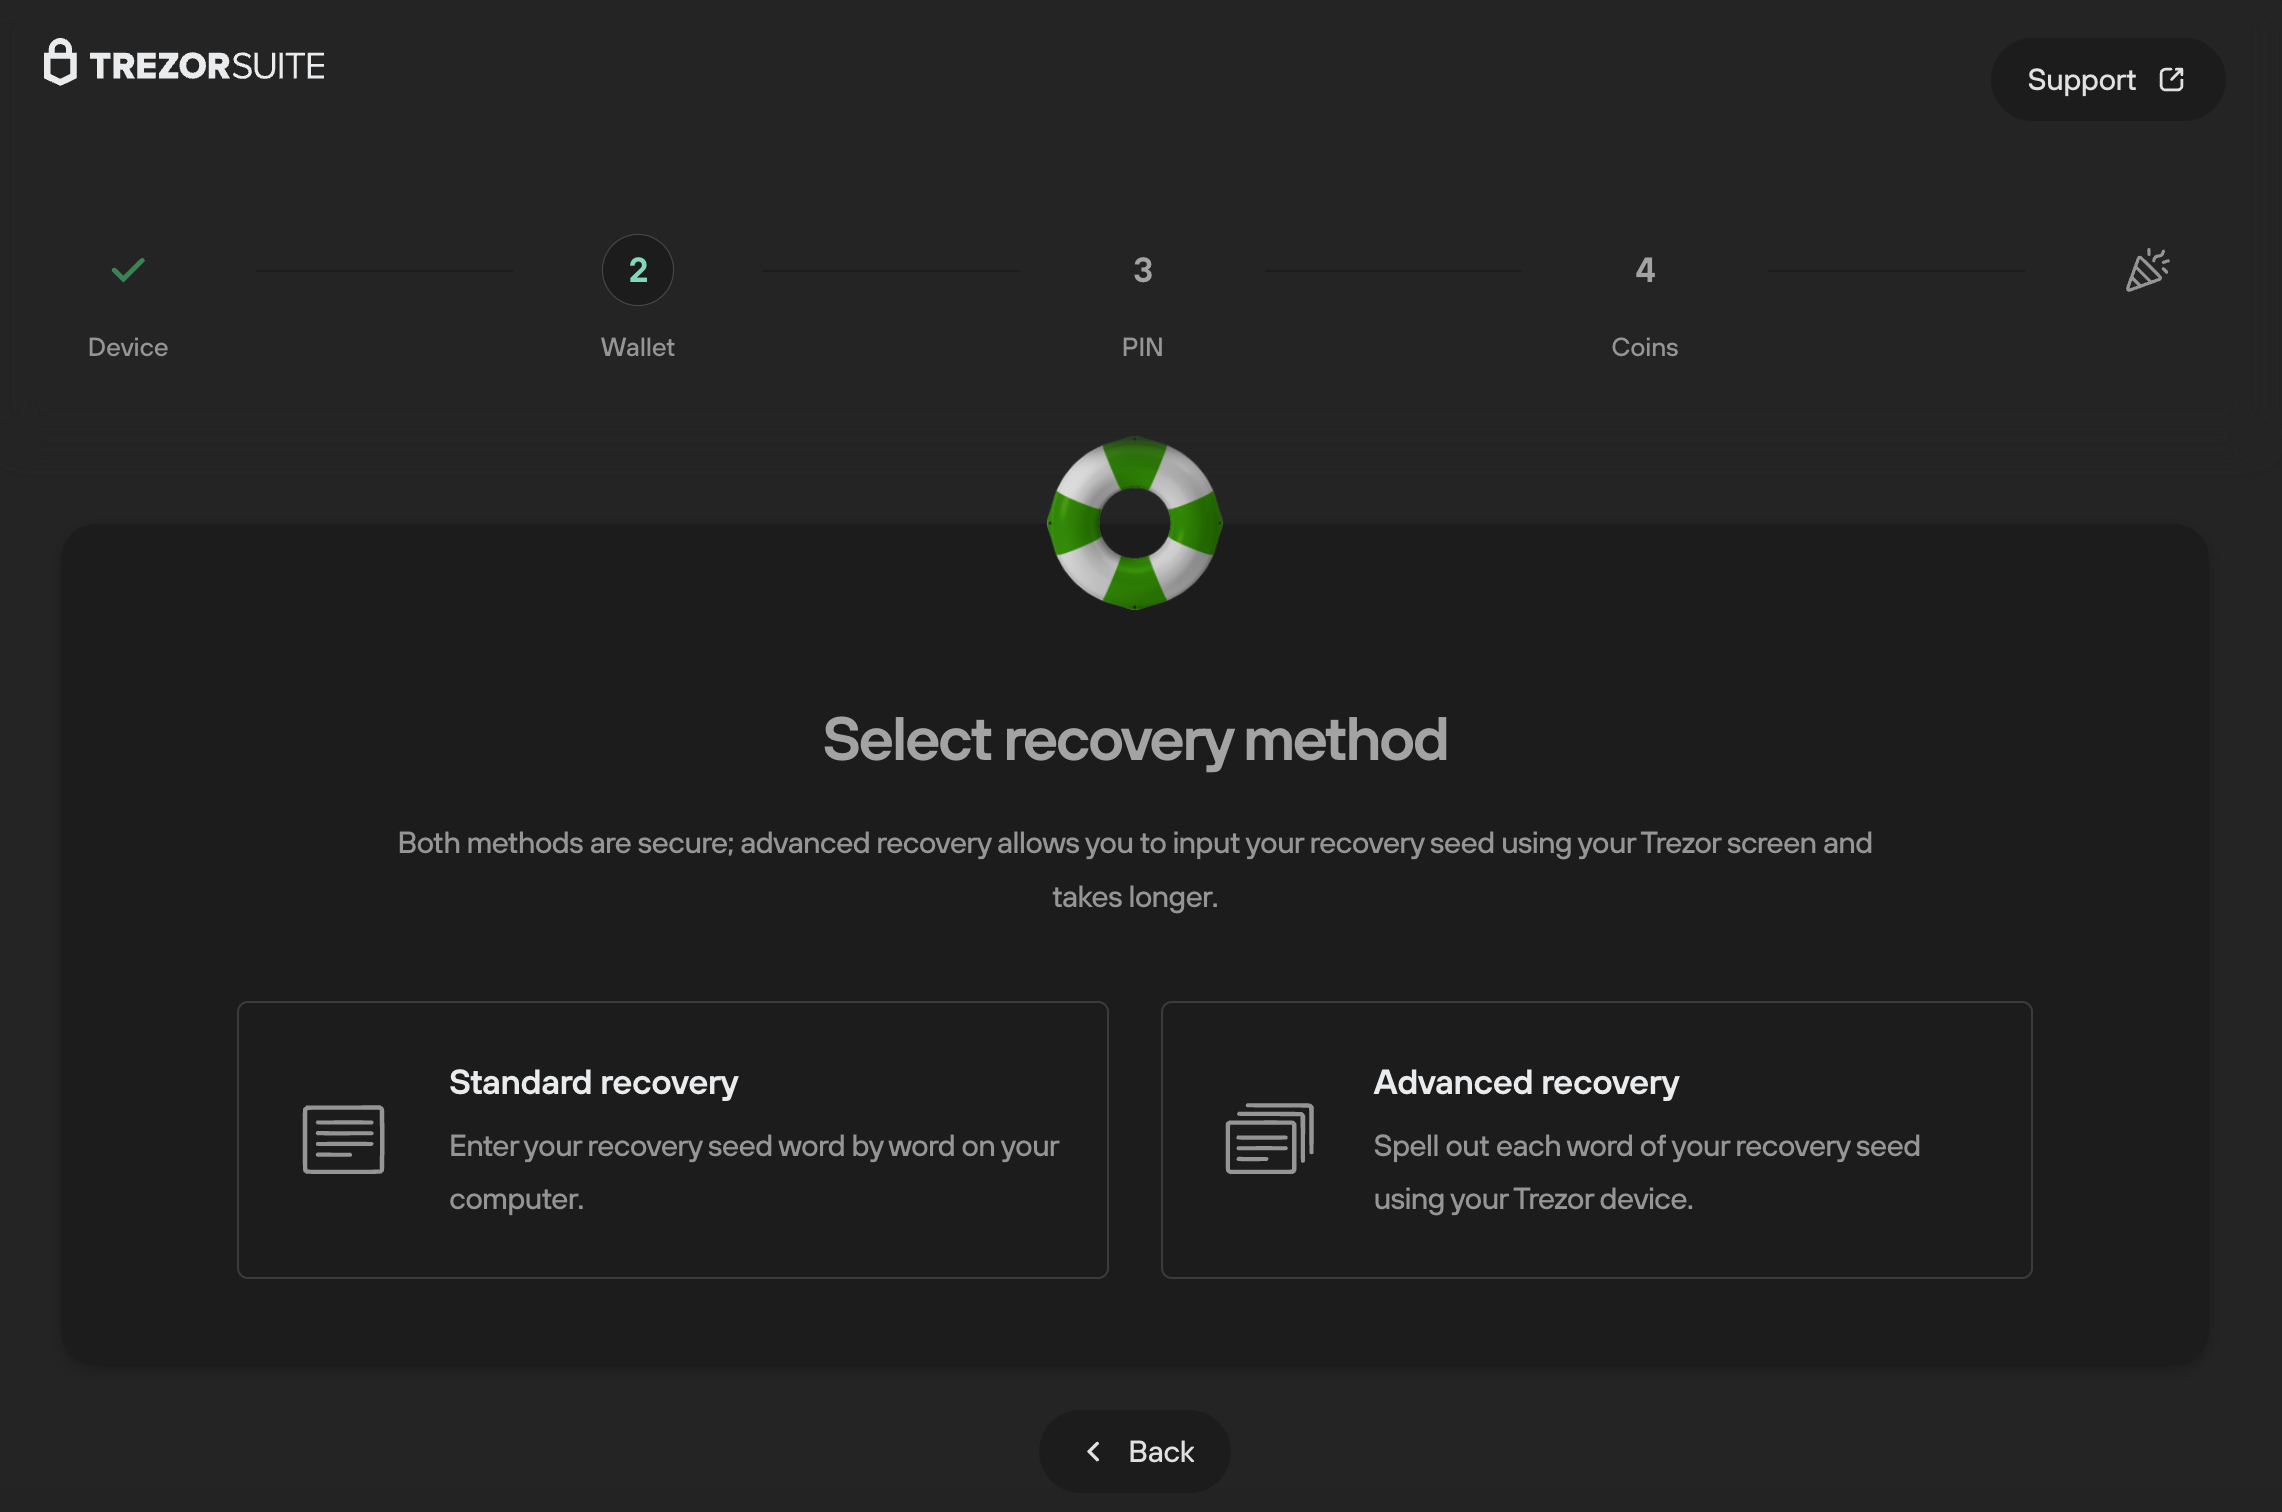 TREZORSUITE
Support
2
3
4
Device
Wallet
PIN
Coins
Select recovery method
Both methods are secure; advanced recovery allows you to input your recovery seed using your Trezor screen and
takes longer.
Standard recovery
Enter your recovery seed word by word on your
computer.
Advanced recovery
Spell out each word of your recovery seed
using your Trezor device.
Back